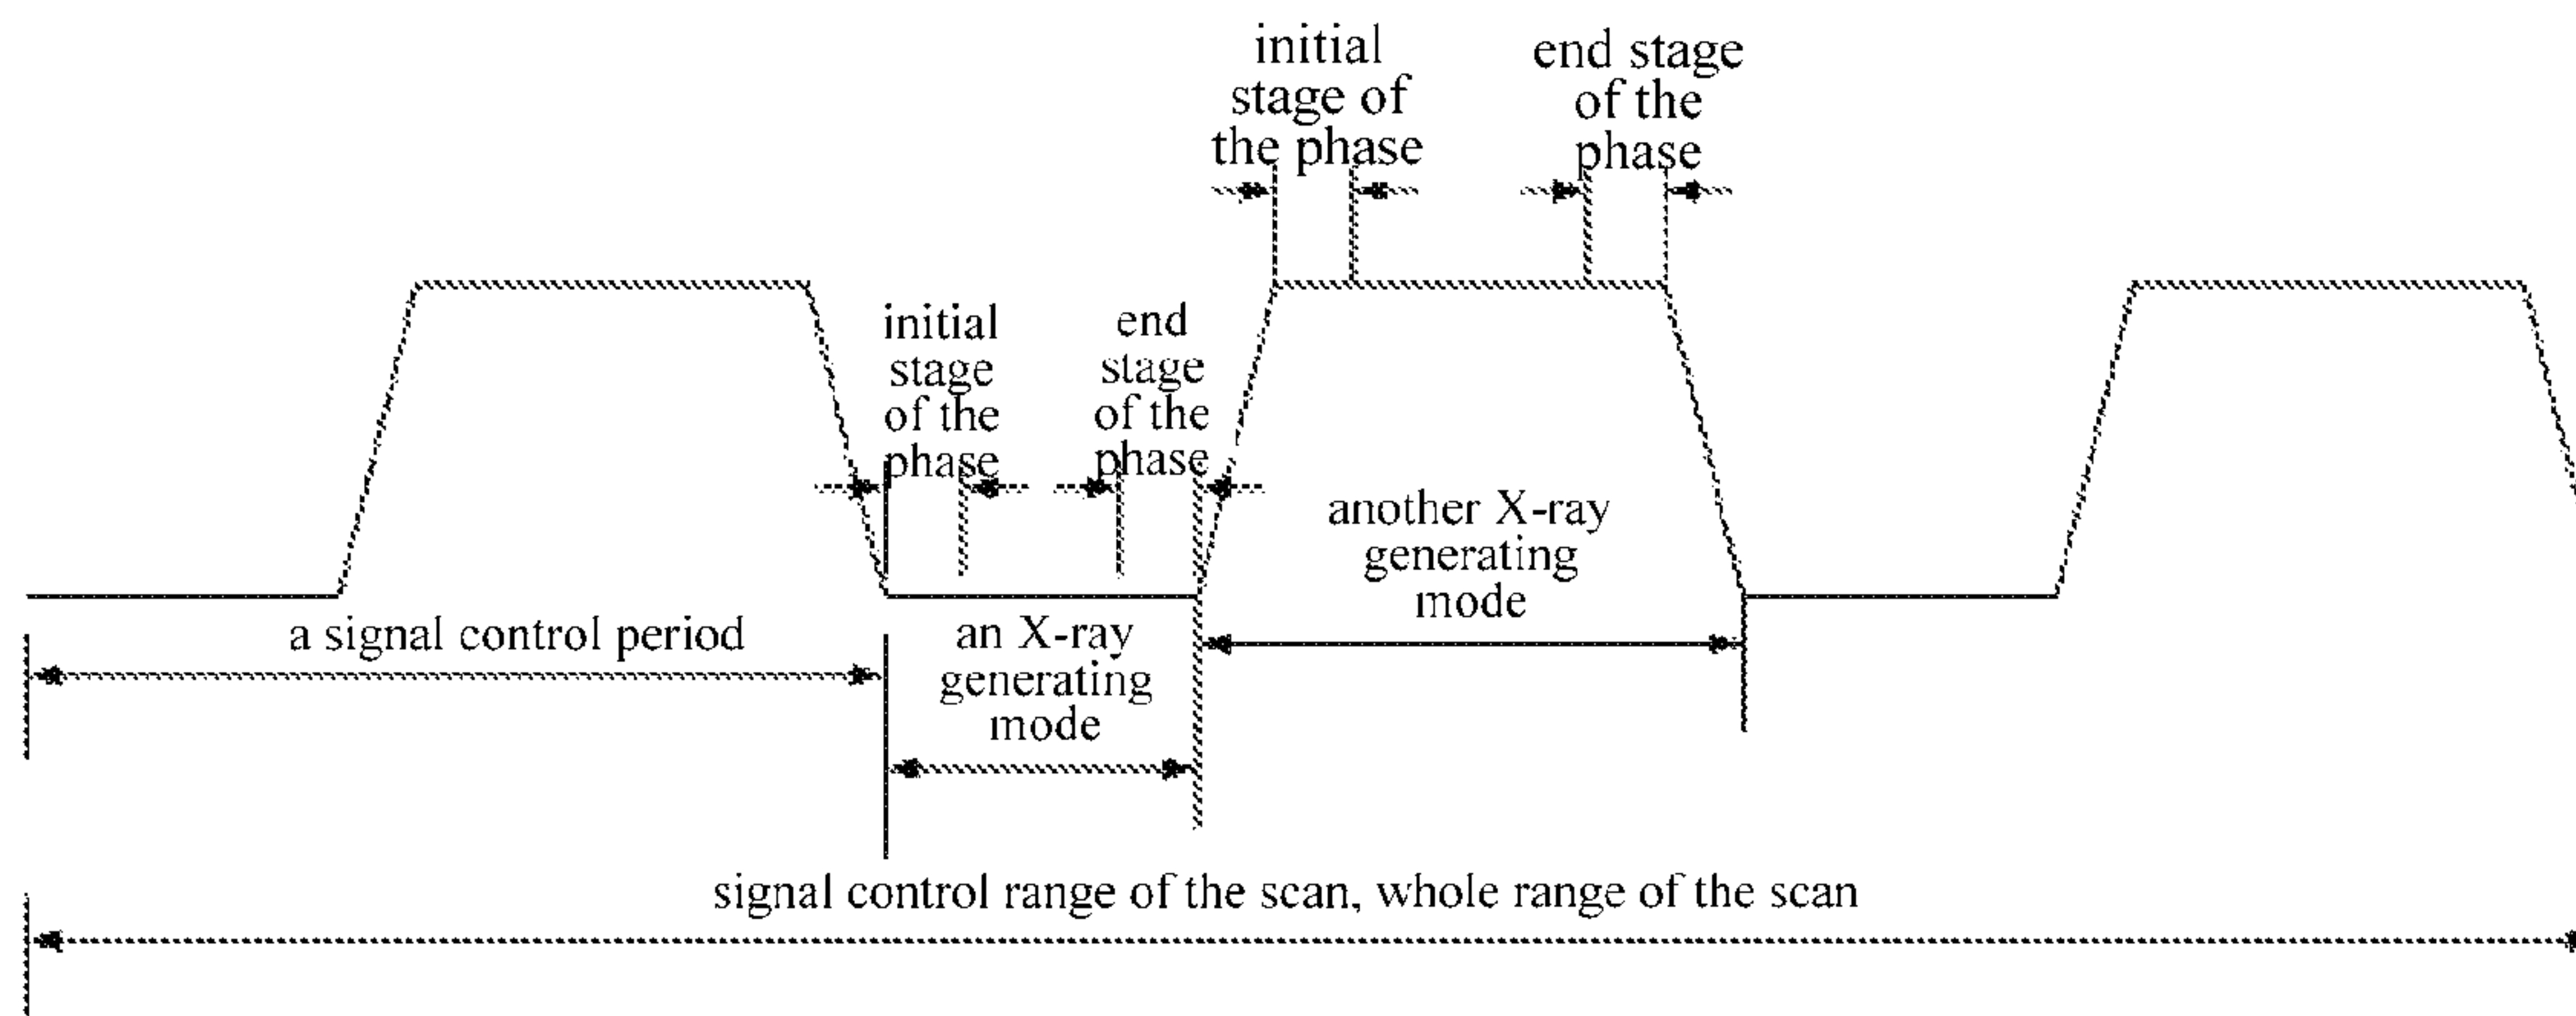 initial
stage of
the phase
end stage
of the
phase
initial
stage
of the
phase
end
stage
of the
phase
another X-ray
generating
mode
a signal control period
an X-ray
generating
mode
signal control range of the scan, whole range of the scan